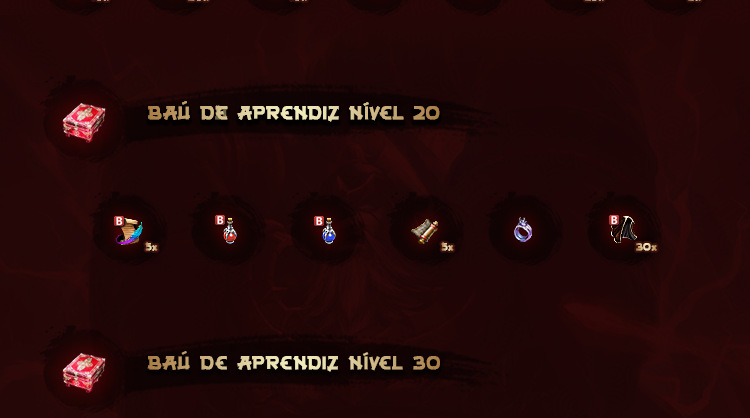 BAÚ DE APRENDIZ NÍVEL 20
B 5x B B 5x B 30x
BAÚ DE APRENDIZ NÍVEL 30